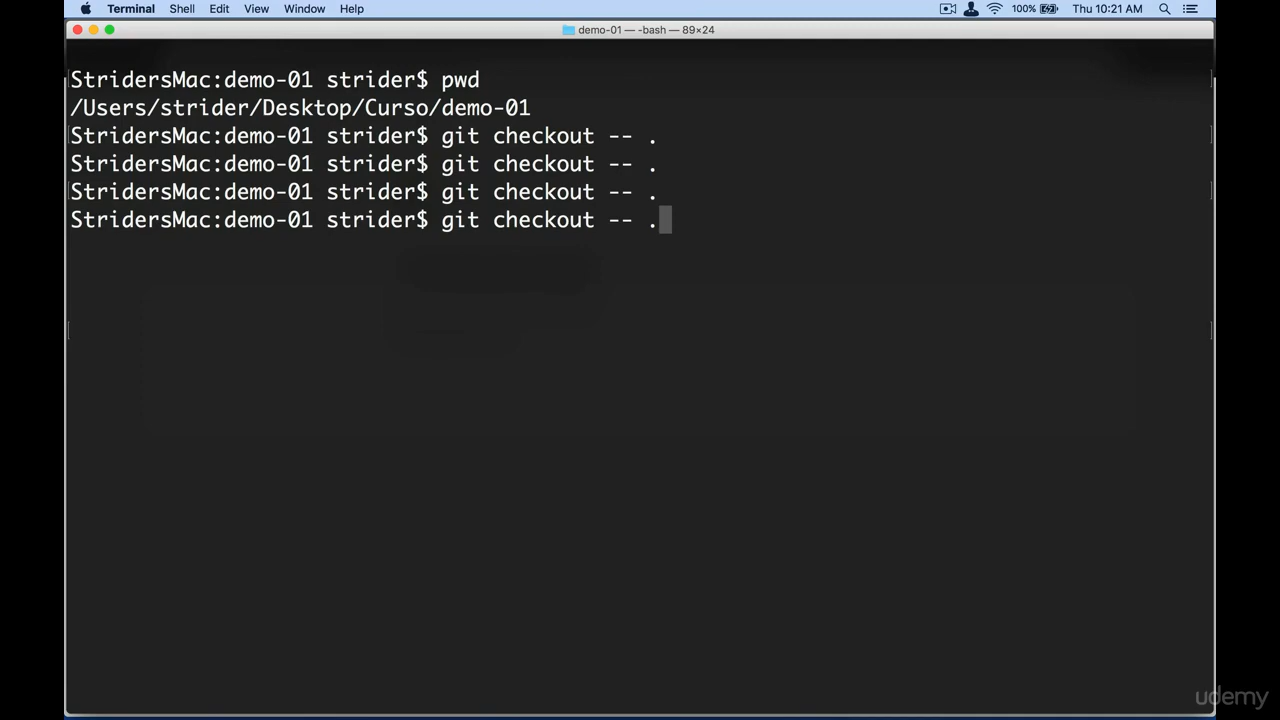 Terminal Shell Edit View Window Help 100% Thu 10:21 AM
demo-01 — -bash — 89×24
StridersMac:demo-01 strider$ pwd
/Users/strider/Desktop/Curso/demo-01
StridersMac:demo-01 strider$ git checkout -- .
StridersMac:demo-01 strider$ git checkout -- .
StridersMac:demo-01 strider$ git checkout -- .
StridersMac:demo-01 strider$ git checkout -- .
udemy